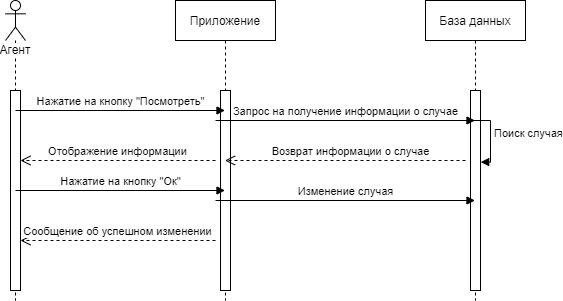 Агент
Приложение
База данных
Нажатие на кнопку "Посмотреть"
Запрос на получение информации о случае
Поиск случая
Отображение информации
Возврат информации о случае
Нажатие на кнопку "Ок"
Изменение случая
Сообщение об успешном изменении